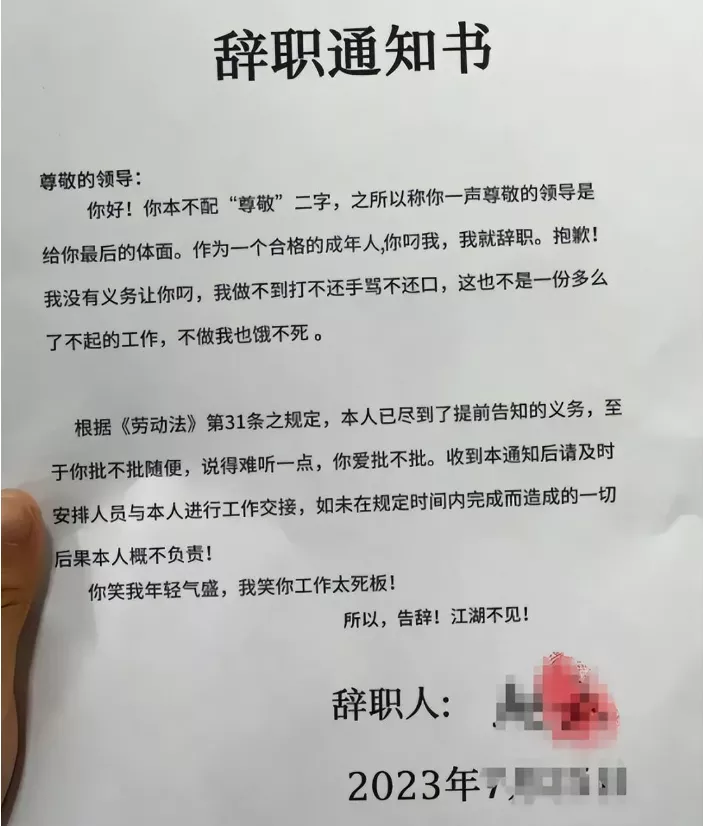 辞职通知书
尊敬的领导：
你好！你本不配“尊敬”二字，之所以称你一声尊敬的领导是
给你最后的体面。作为一个合格的成年人,你叼我，我就辞职。抱歉！
我没有义务让你叼，我做不到打不还手骂不还口，这也不是一份多么
了不起的工作，不做我也饿不死 。
根据《劳动法》第31条之规定，本人已尽到了提前告知的义务，至
于你批不批随便，说得难听一点，你爱批不批。收到本通知后请及时
安排人员与本人进行工作交接，如未在规定时间内完成而造成的一切
后果本人概不负责！
你笑我年轻气盛，我笑你工作太死板！
所以，告辞！江湖不见！
辞职人：
2023年7